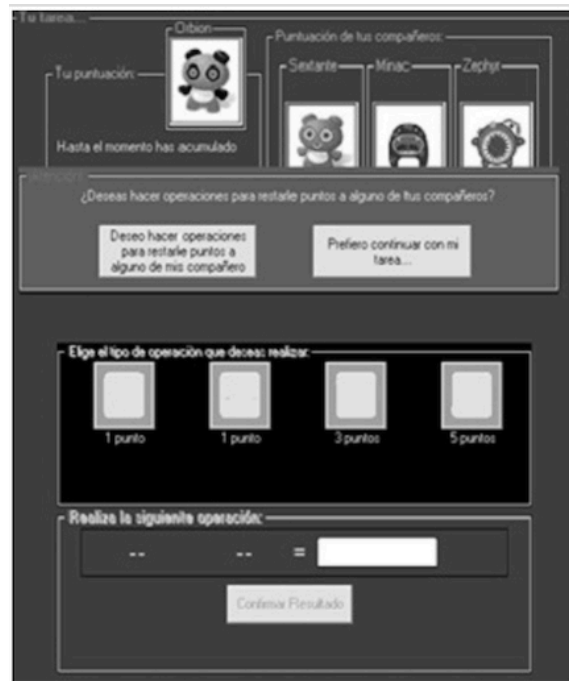 Tu tarea...
Orbion
Tu puntuación:
Puntuación de tus compañeros:
Sextante
Minac
Zephyr
Hasta el momento has acumulado
¡Atención!
¿Deseas hacer operaciones para restarle puntos a alguno de tus compañeros?
Deseo hacer operaciones
para restarle puntos a
alguno de mis compañero
Prefiero continuar con mi
tarea...
Elige el tipo de operación que deseas realizar:
1 punto
1 punto
3 puntos
5 puntos
Realiza la siguiente operación:
-- -- =
Confirmar Resultado